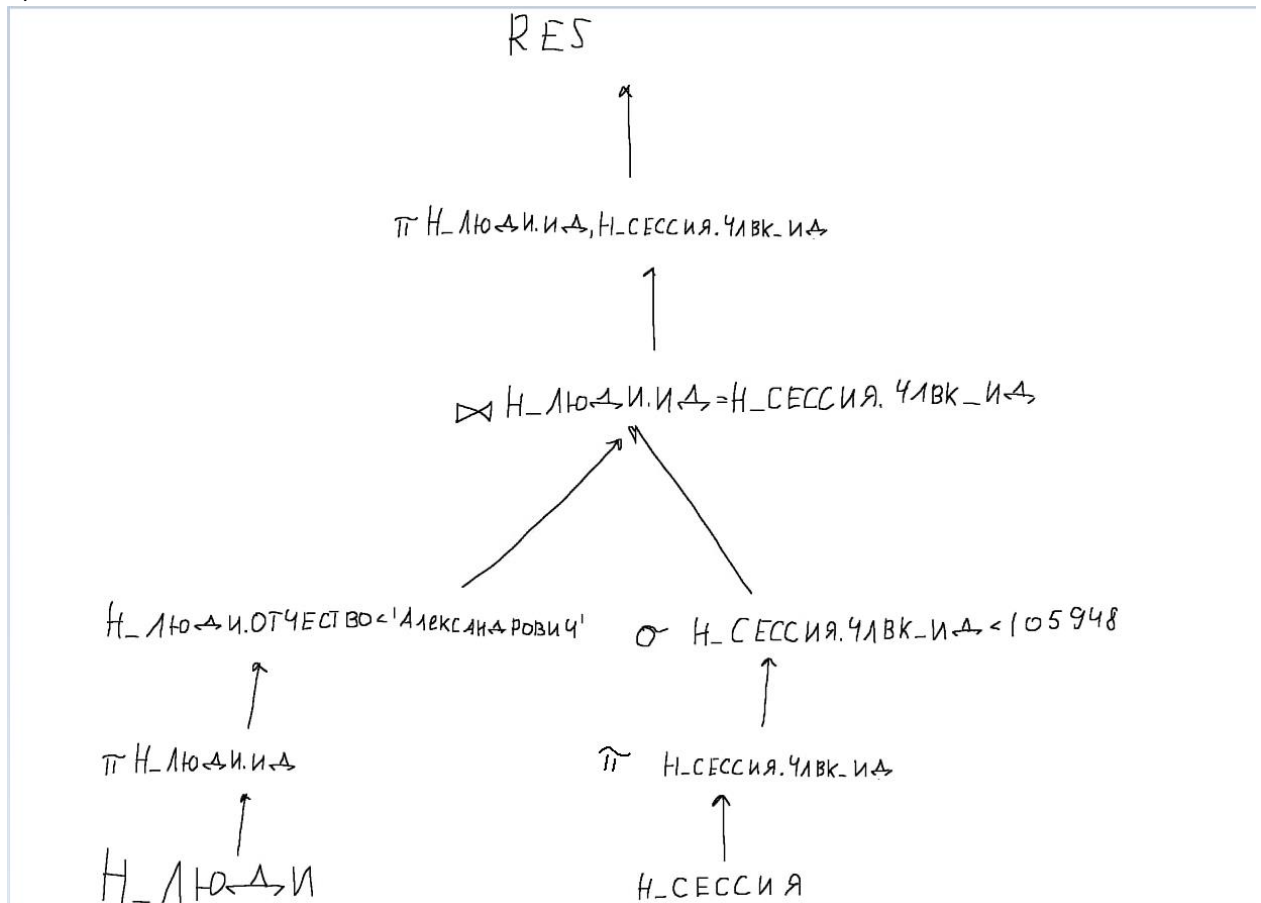 RES
π Н_ЛЮДИ.ИД,Н_СЕССИЯ.ЧЛВК_ИД
⋈ Н_ЛЮДИ.ИД=Н_СЕССИЯ.ЧЛВК_ИД
Н_ЛЮДИ.ОТЧЕСТВО<'АЛЕКСАНДРОВИЧ' σ Н_СЕССИЯ.ЧЛВК_ИД<105948
π Н_ЛЮДИ.ИД π Н_СЕССИЯ.ЧЛВК_ИД
Н_ЛЮДИ Н_СЕССИЯ